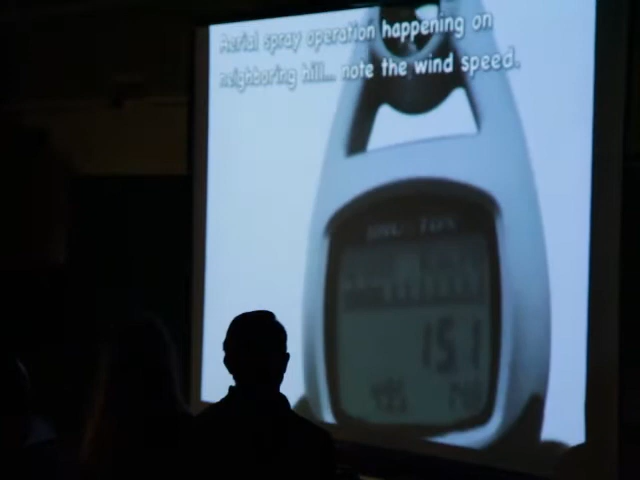 Aerial spray operation happening on
neighboring hill... note the wind speed.
15.1